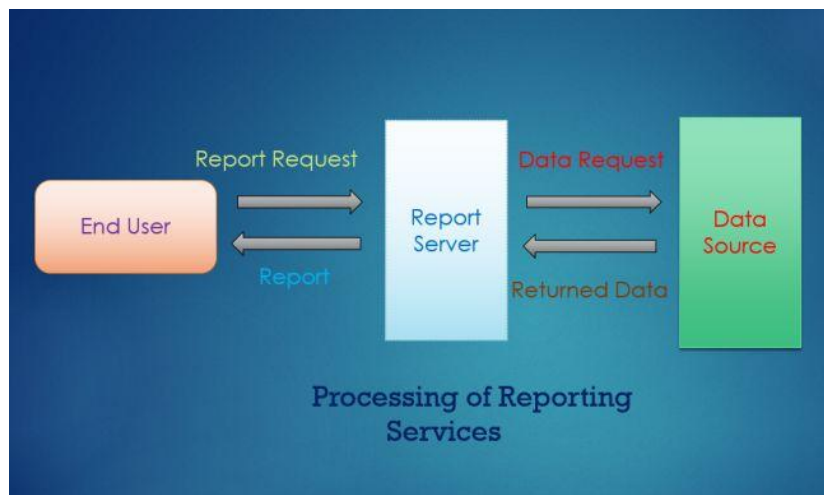 Report Request
Data Request
End User
Report
Server
Data
Source
Report
Returned Data
Processing of Reporting
Services